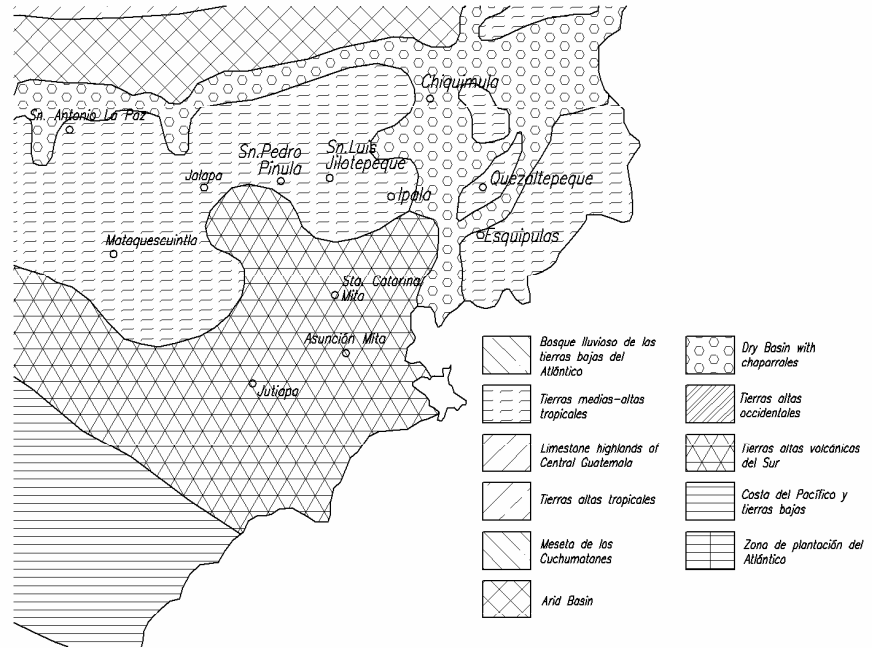 Chiquimula
Sn. Antonio La Paz
Sn.Pedro
Pinula
Sn.Luis
Jilotepeque
Jalapa
Ipala
Quezaltepeque
Esquipulas
Mataquescuintla
Sta. Catarina
Mita
Asunción Mita
Jutiapa
Bosque lluvioso de las
tierras bajas del
Atlántico
Tierras medias-altas
tropicales
Limestone highlands of
Central Guatemala
Tierras altas tropicales
Meseta de los
Cuchumatanes
Arid Basin
Dry Basin with
chaparrales
Tierras altas
occidentales
Tierras altas volcánicas
del Sur
Costa del Pacífico y
tierras bajas
Zona de plantación del
Atlántico